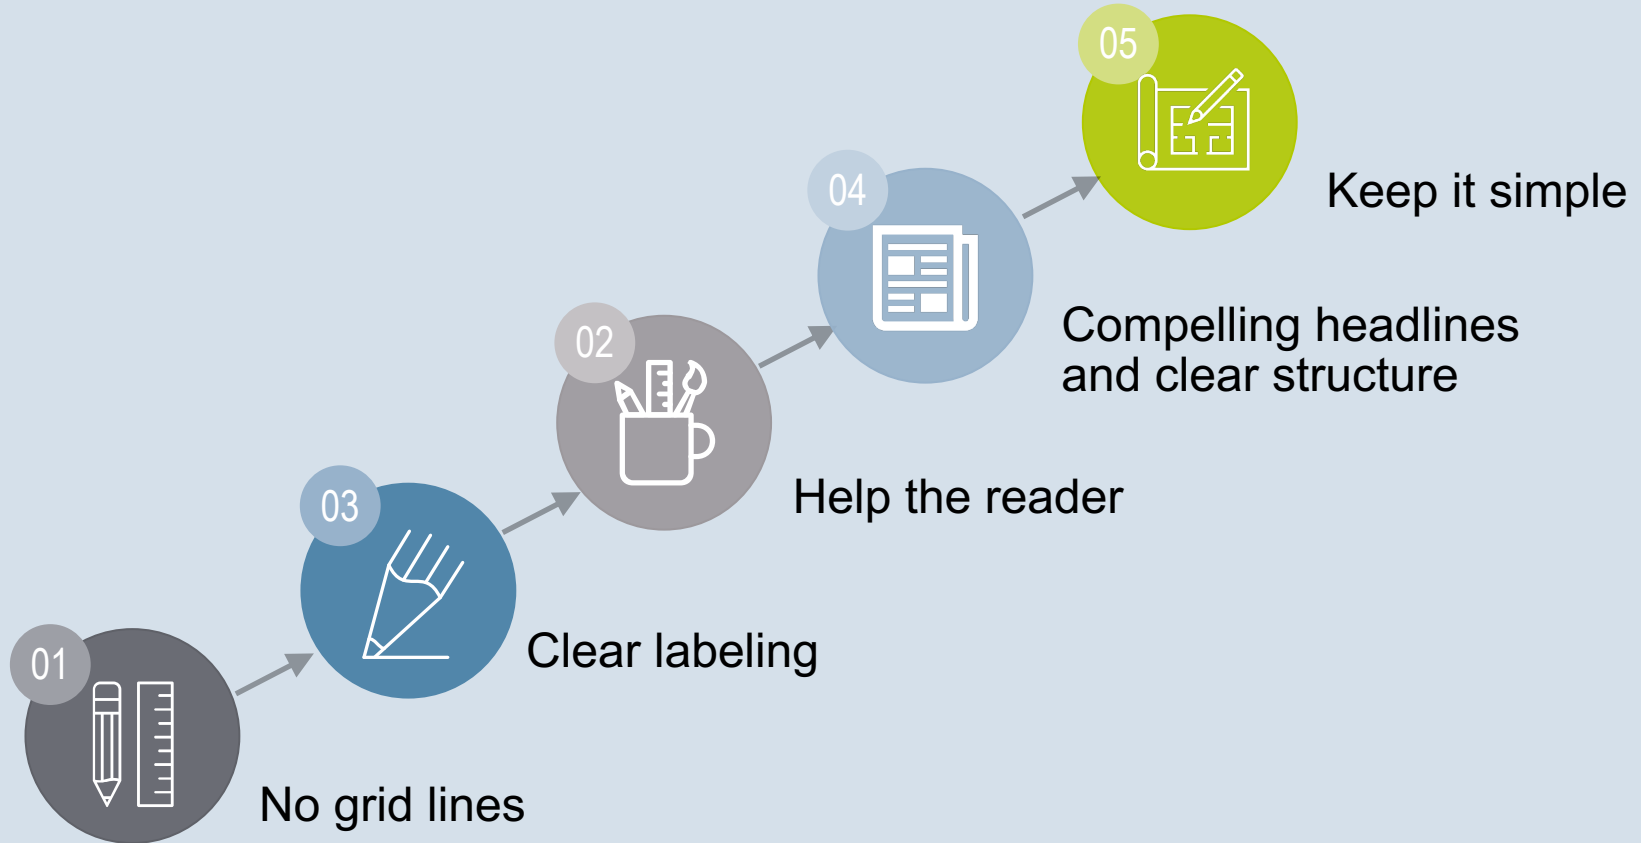 05
Keep it simple
04
Compelling headlines
and clear structure
02
Help the reader
03
Clear labeling
01
No grid lines